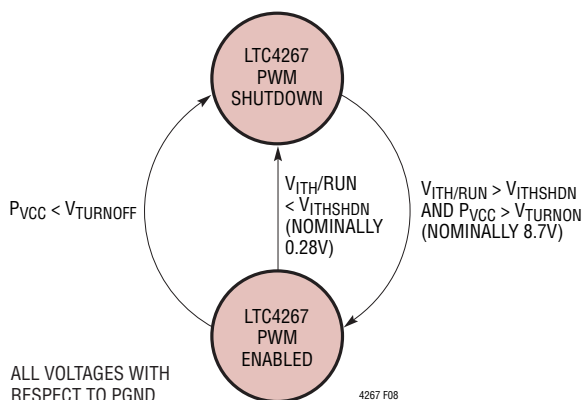 LTC4267
PWM
SHUTDOWN
PVCC < VTURNOFF
VITH/RUN
< VITHSHDN
(NOMINALLY
0.28V)
VITH/RUN > VITHSHDN
AND PVCC > VTURNON
(NOMINALLY 8.7V)
LTC4267
PWM
ENABLED
ALL VOLTAGES WITH
RESPECT TO PGND
4267 F08